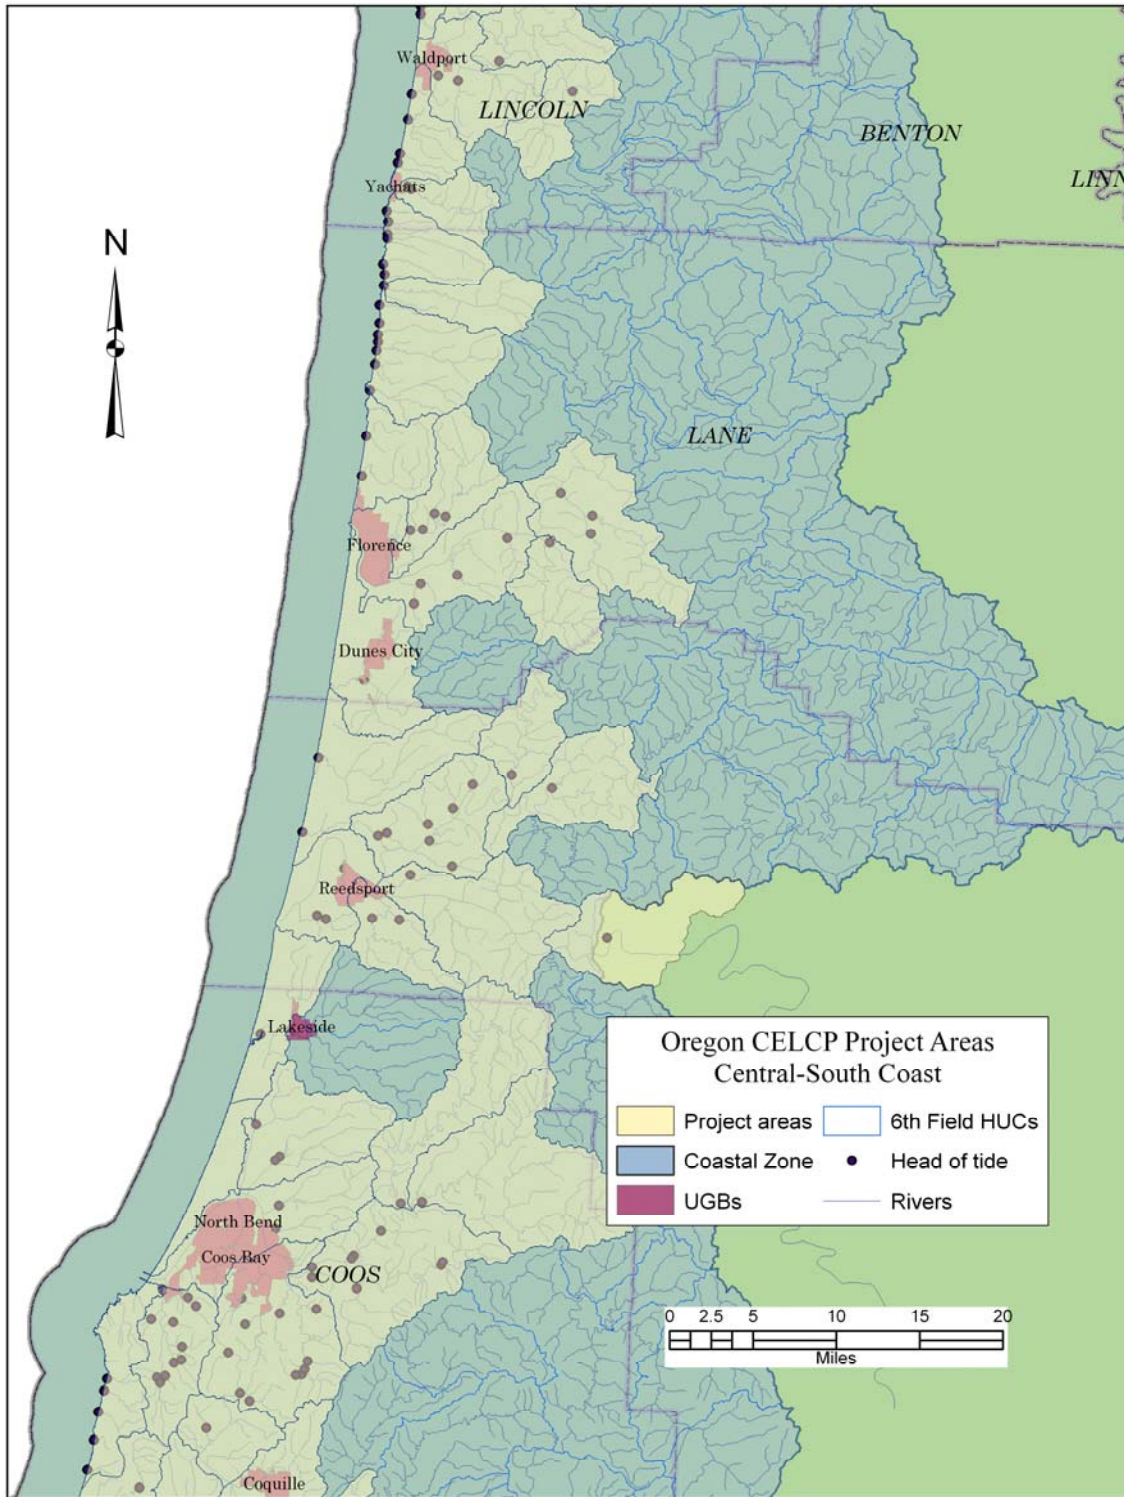 Waldport
LINCOLN
BENTON
LINN
Yachats
N
LANE
Florence
Dunes City
Reedsport
Lakeside
Oregon CELCP Project Areas
Central-South Coast
Project areas
6th Field HUCs
Coastal Zone
Head of tide
UGBs
Rivers
North Bend
Coos Bay
COOS
0 2.5 5 10 15 20
Miles
Coquille